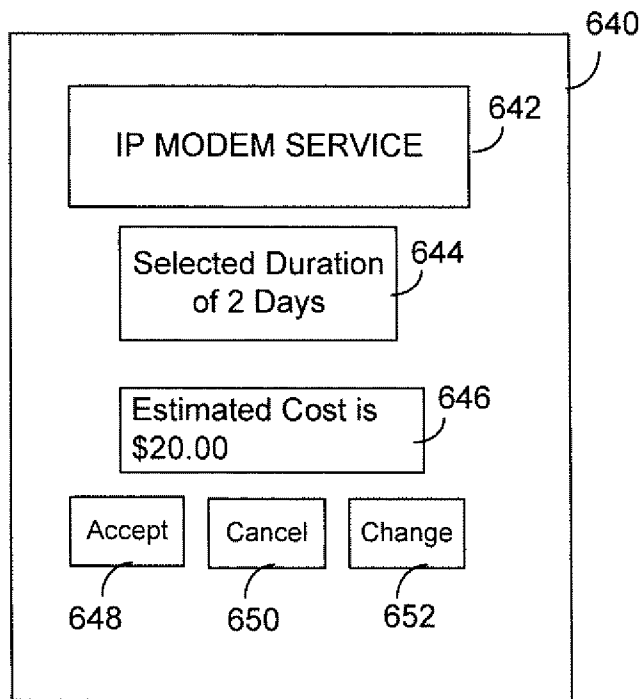 640
IP MODEM SERVICE
642
Selected Duration
of 2 Days
644
Estimated Cost is
$20.00
646
Accept
Cancel
Change
648
650
652